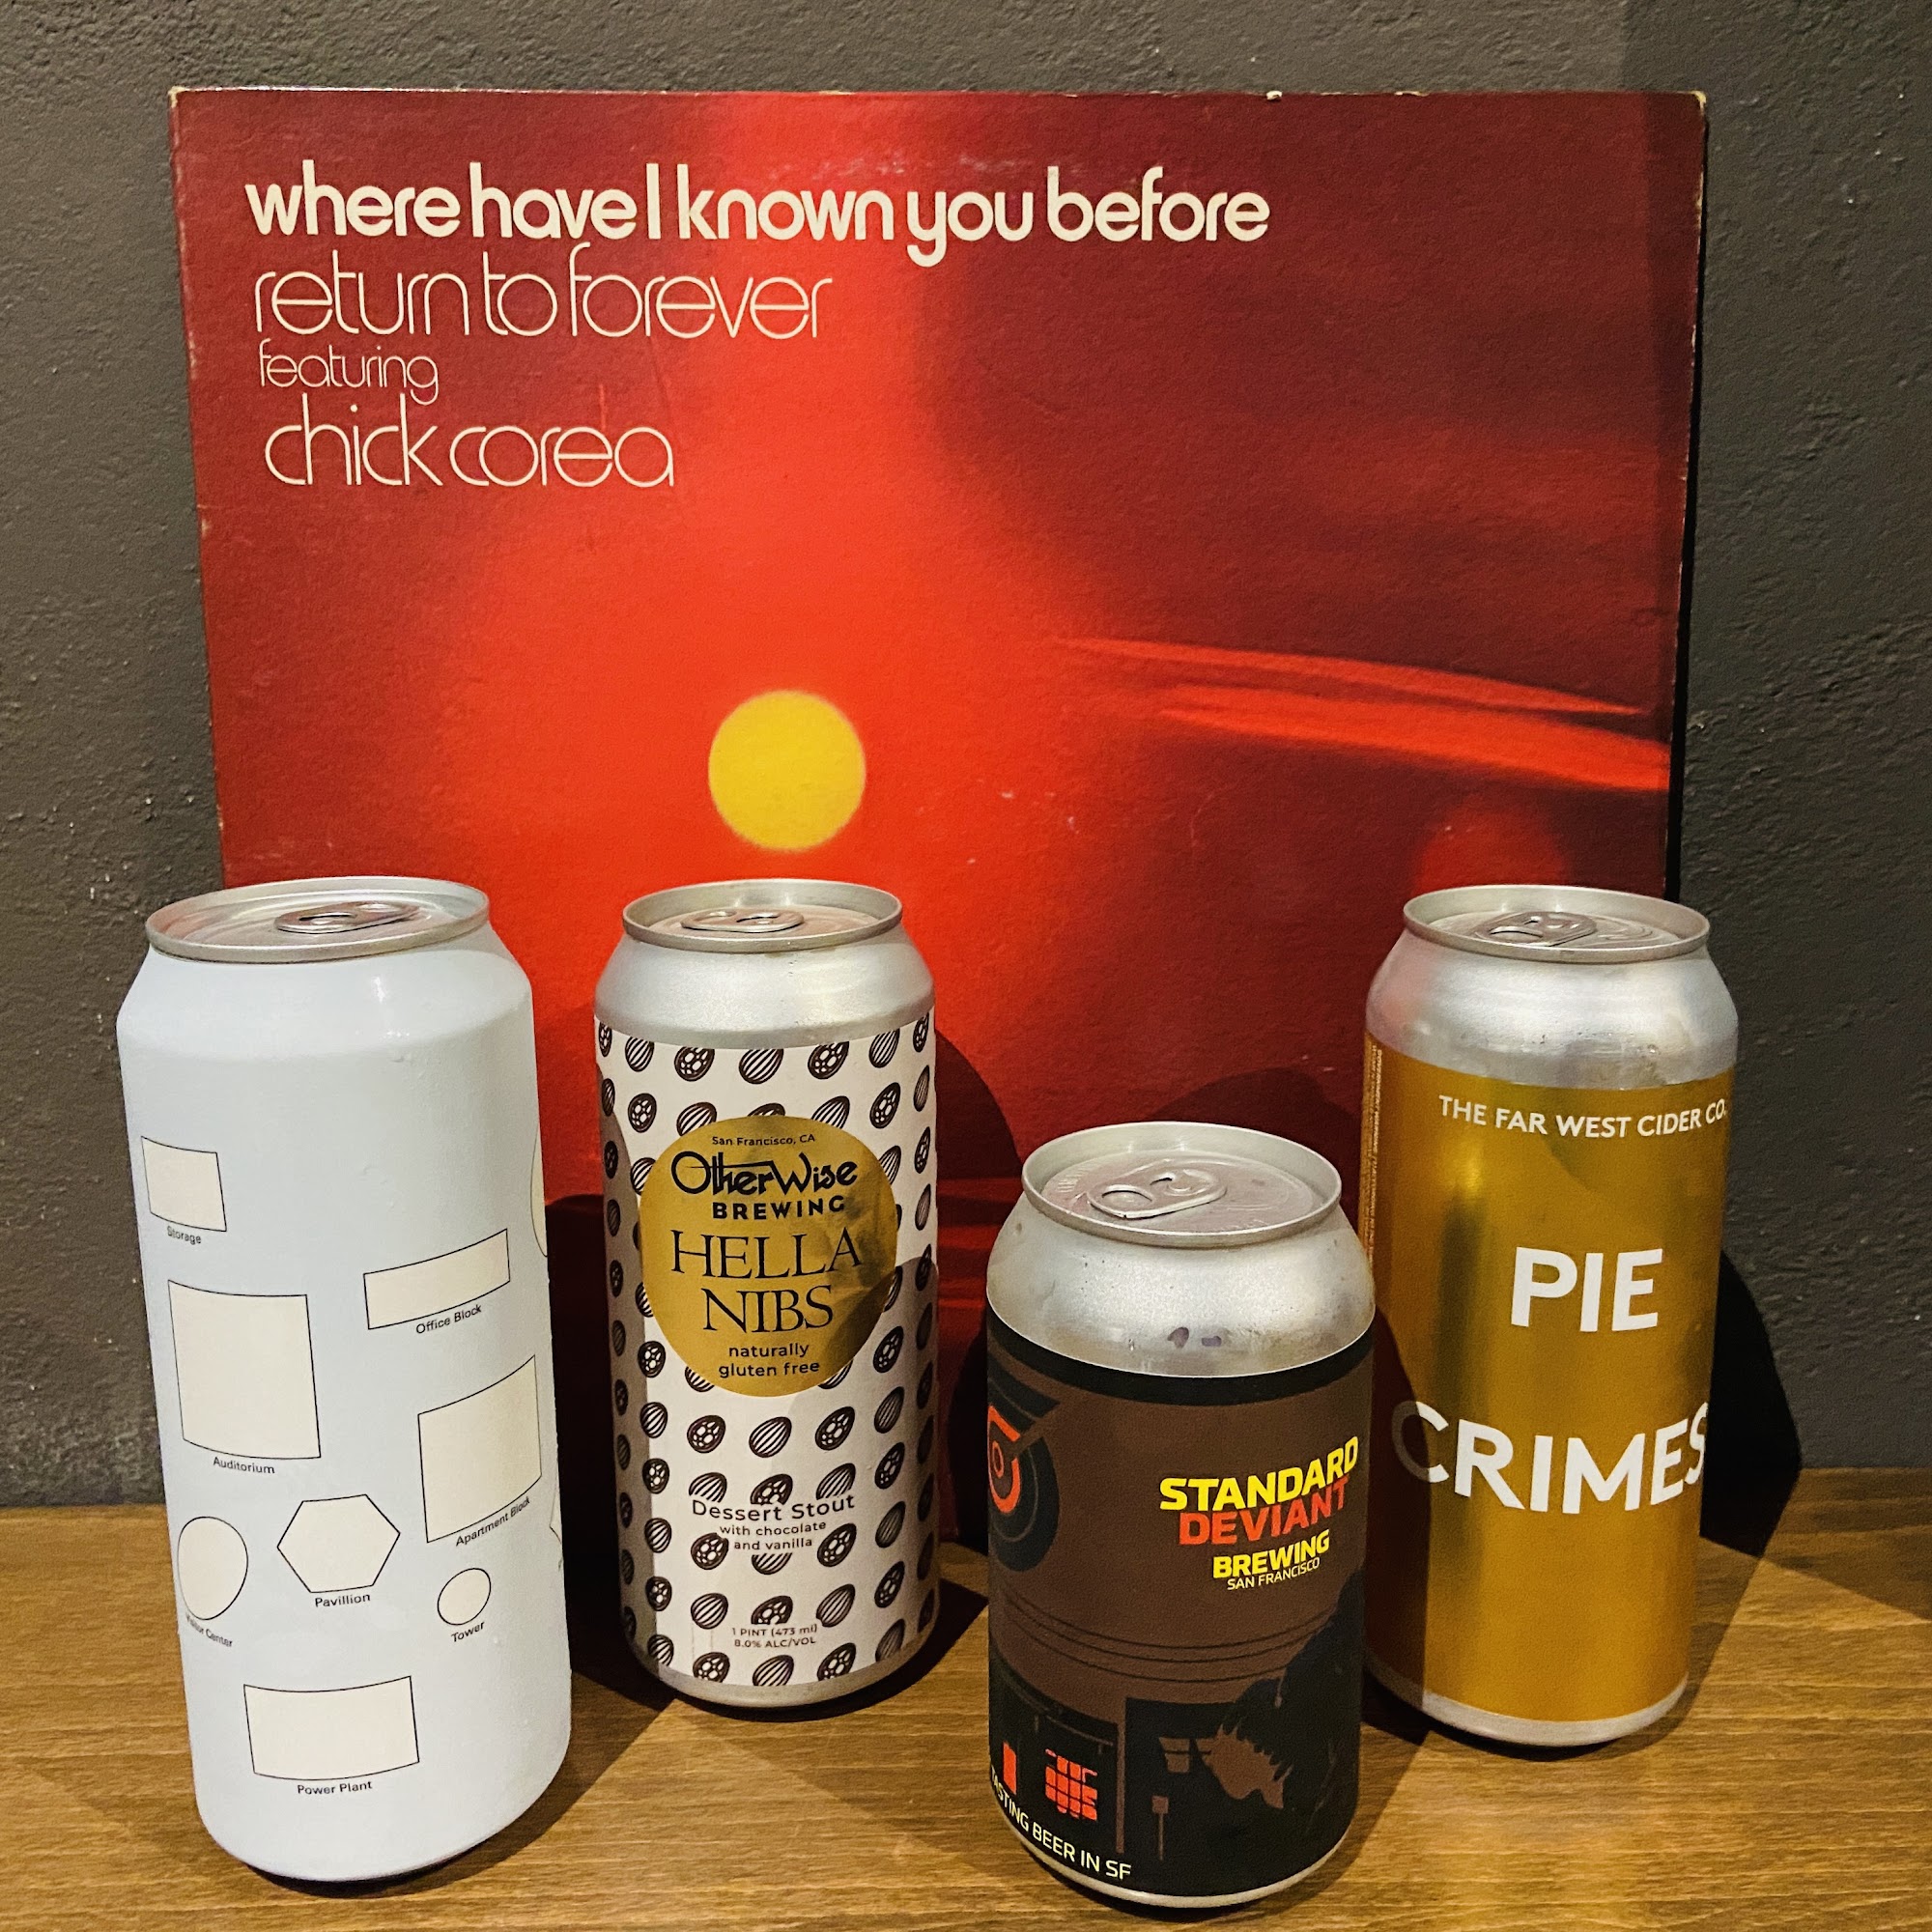 where have I known you before
return to forever
featuring
chick corea
Storage
Office Block
Auditorium
Apartment Block
Pavillion
Tower
Center
Power Plant
San Francisco, CA
OtherWise
BREWING
HELLA
NIBS
naturally
gluten free
Dessert Stout
with chocolate
and vanilla
1 PINT (473 ml)
8.0% ALC/VOL
STANDARD
DEVIANT
BREWING
SAN FRANCISCO
BEER IN SF
THE FAR WEST CIDER CO.
PIE
CRIMES